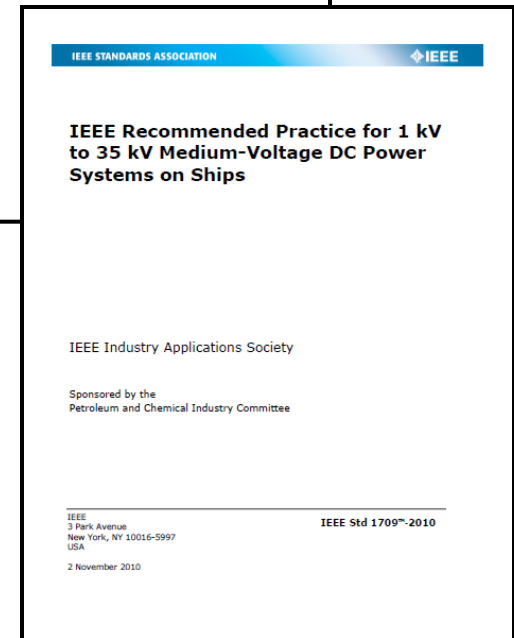 IEEE STANDARDS ASSOCIATION
IEEE
IEEE Recommended Practice for 1 kV
to 35 kV Medium-Voltage DC Power
Systems on Ships
IEEE Industry Applications Society
Sponsored by the
Petroleum and Chemical Industry Committee
IEEE
3 Park Avenue
New York, NY 10016-5997
USA
2 November 2010
IEEE Std 1709™-2010